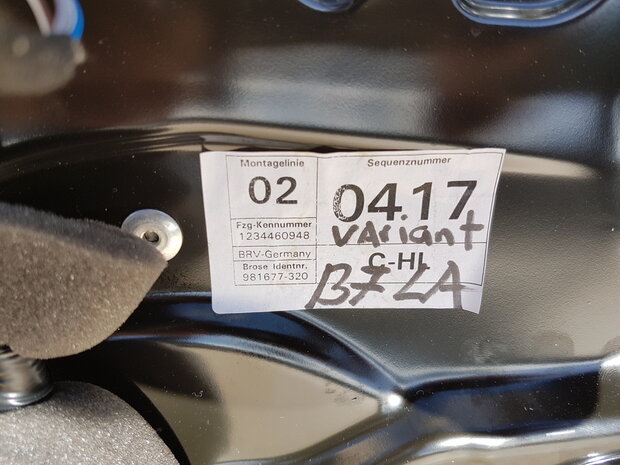 Montagelinie
02
Fzg-Kennummer
1234460948
BRV-Germany
Brose Identnr.
981677-320
Sequenznummer
04.17
variant
C-HI
B7 LA